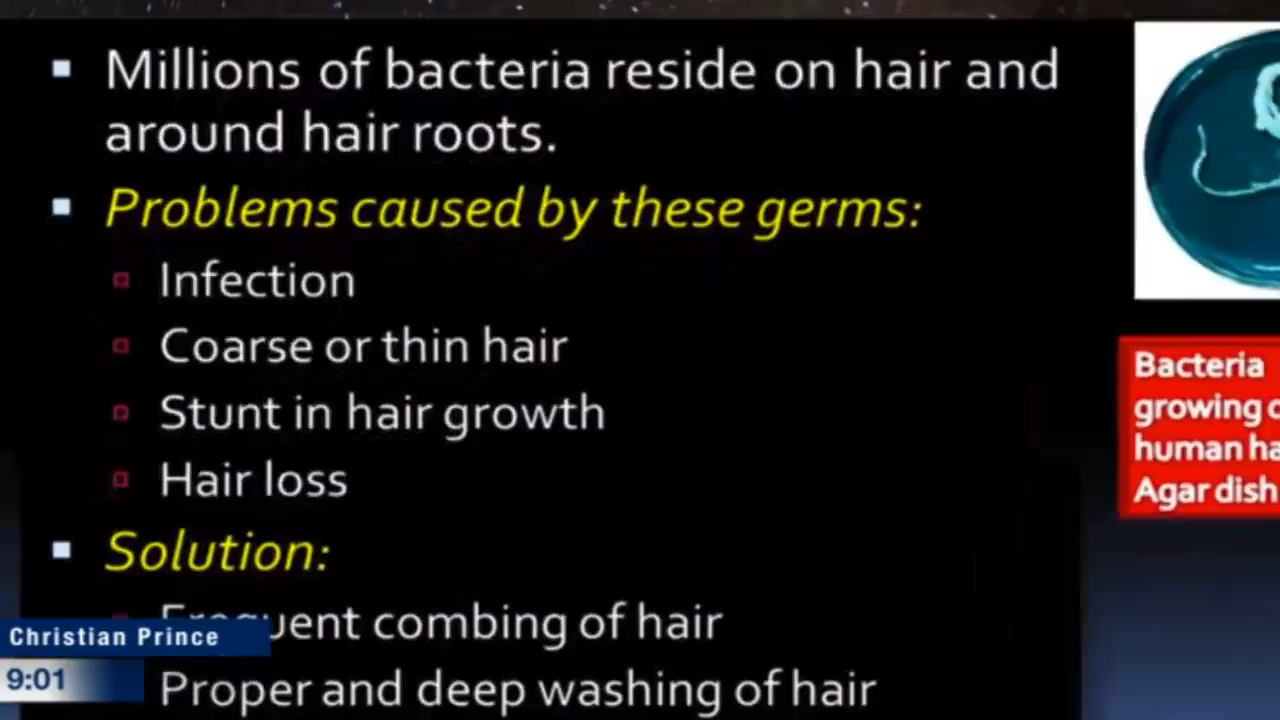 Millions of bacteria reside on hair and
around hair roots.
Problems caused by these germs:
Infection
Coarse or thin hair
Stunt in hair growth
Hair loss
Solution:
Frequent combing of hair
Proper and deep washing of hair
Bacteria
growing
human
Agar dish
Christian Prince
9:01